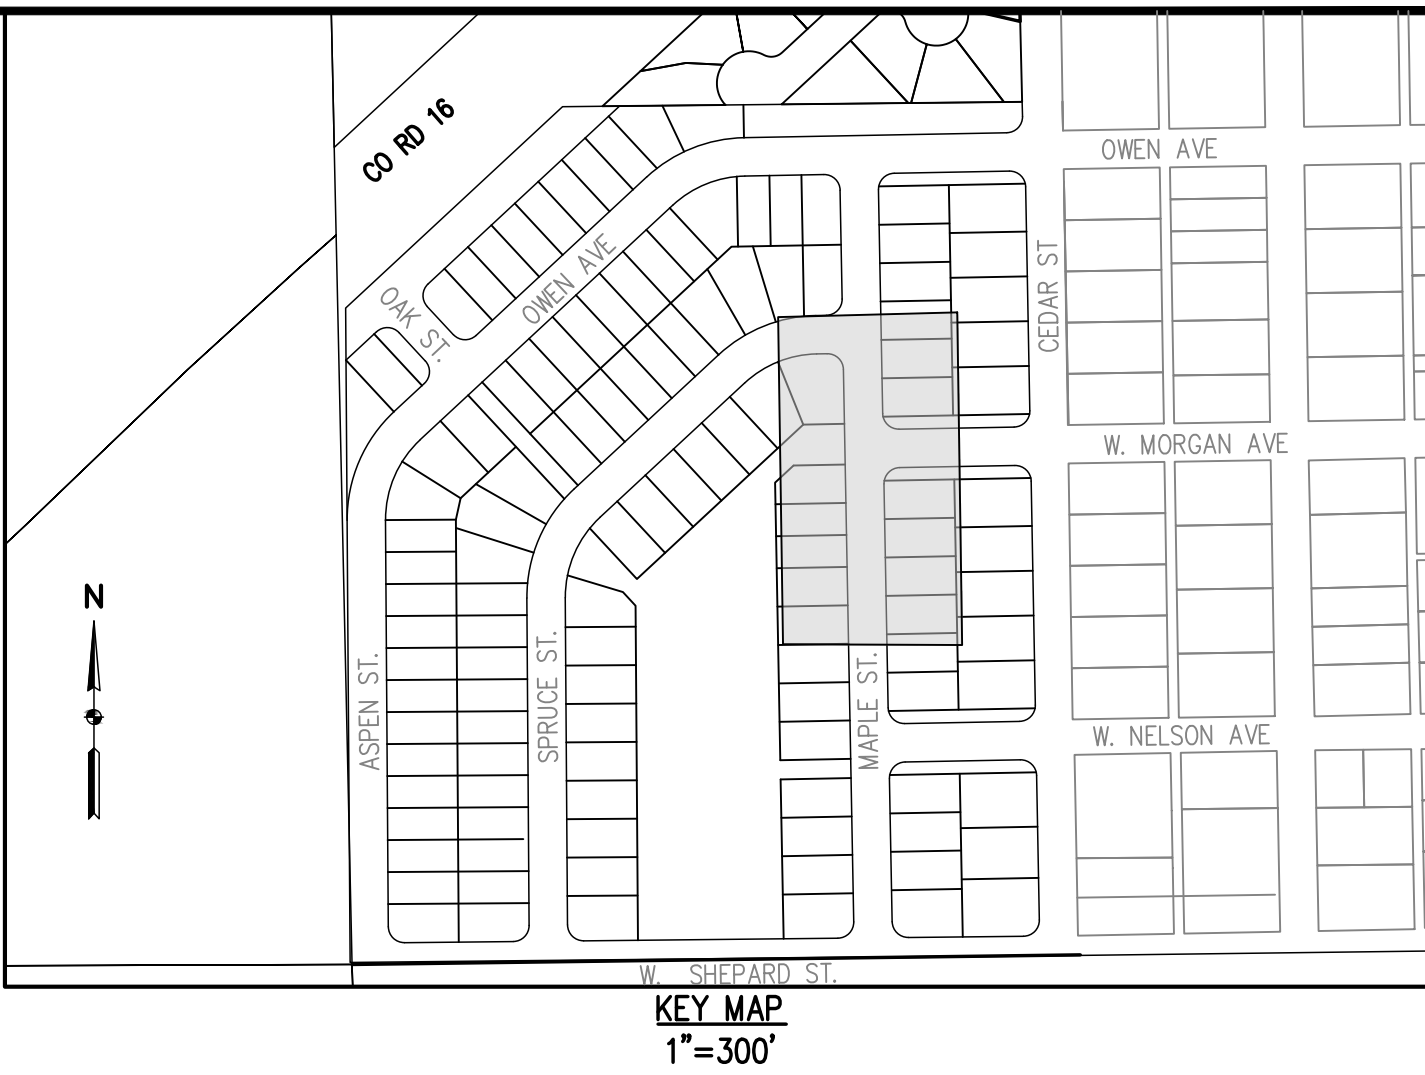 CO RD 16
OWEN AVE
OAK ST.
OWEN AVE
CEDAR ST
W. MORGAN AVE
N
ASPEN ST.
SPRUCE ST.
MAPLE ST.
W. NELSON AVE
W. SHEPARD ST.
KEY MAP
1"=300'